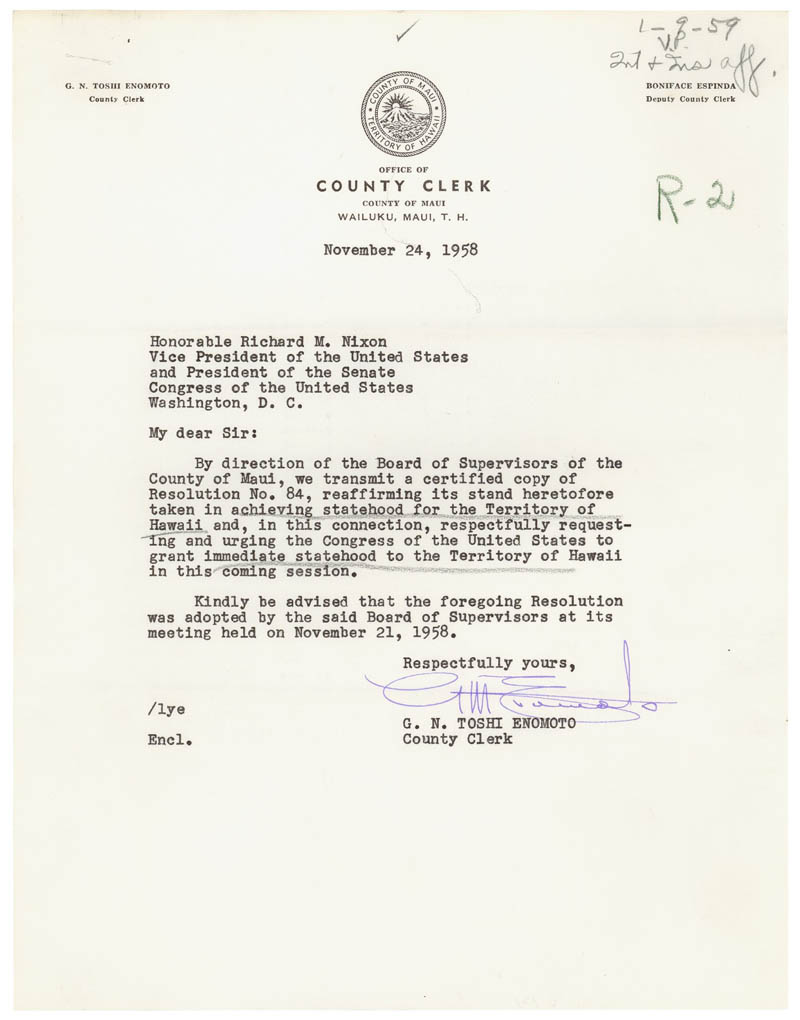 1-9-59
V.P.
Int + Ins aff.
G. N. TOSHI ENOMOTO
County Clerk
BONIFACE ESPINDA
Deputy County Clerk
COUNTY OF MAUI
TERRITORY OF HAWAII
OFFICE OF
COUNTY CLERK
COUNTY OF MAUI
WAILUKU, MAUI, T. H.
R-2
November 24, 1958
Honorable Richard M. Nixon
Vice President of the United States
and President of the Senate
Congress of the United States
Washington, D. C.
My dear Sir:
By direction of the Board of Supervisors of the
County of Maui, we transmit a certified copy of
Resolution No. 84, reaffirming its stand heretofore
taken in achieving statehood for the Territory of
Hawaii and, in this connection, respectfully request-
ing and urging the Congress of the United States to
grant immediate statehood to the Territory of Hawaii
in this coming session.
Kindly be advised that the foregoing Resolution
was adopted by the said Board of Supervisors at its
meeting held on November 21, 1958.
Respectfully yours,
G N T Enomoto
/lye
G. N. TOSHI ENOMOTO
Encl.
County Clerk